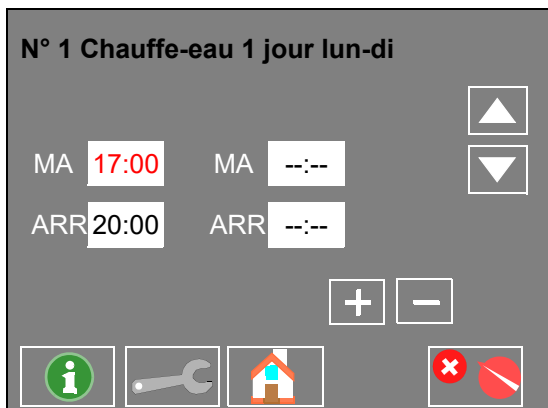 N° 1 Chauffe-eau 1 jour lun-di
MA 17:00 MA --:--
ARR 20:00 ARR --:--